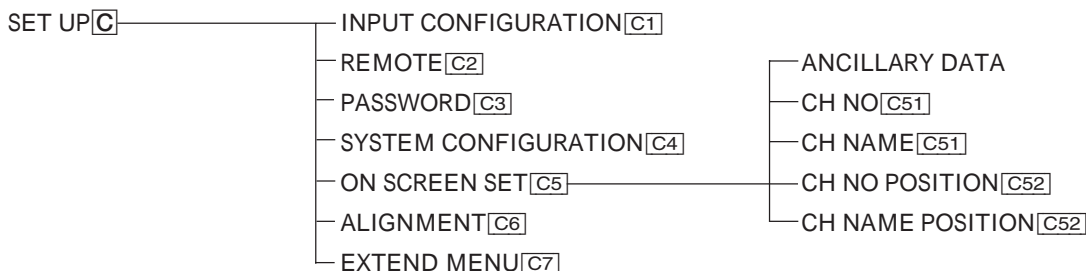 SET UP C INPUT CONFIGURATION C1
REMOTE C2 ANCILLARY DATA
PASSWORD C3 CH NO C51
SYSTEM CONFIGURATION C4 CH NAME C51
ON SCREEN SET C5 CH NO POSITION C52
ALIGNMENT C6 CH NAME POSITION C52
EXTEND MENU C7